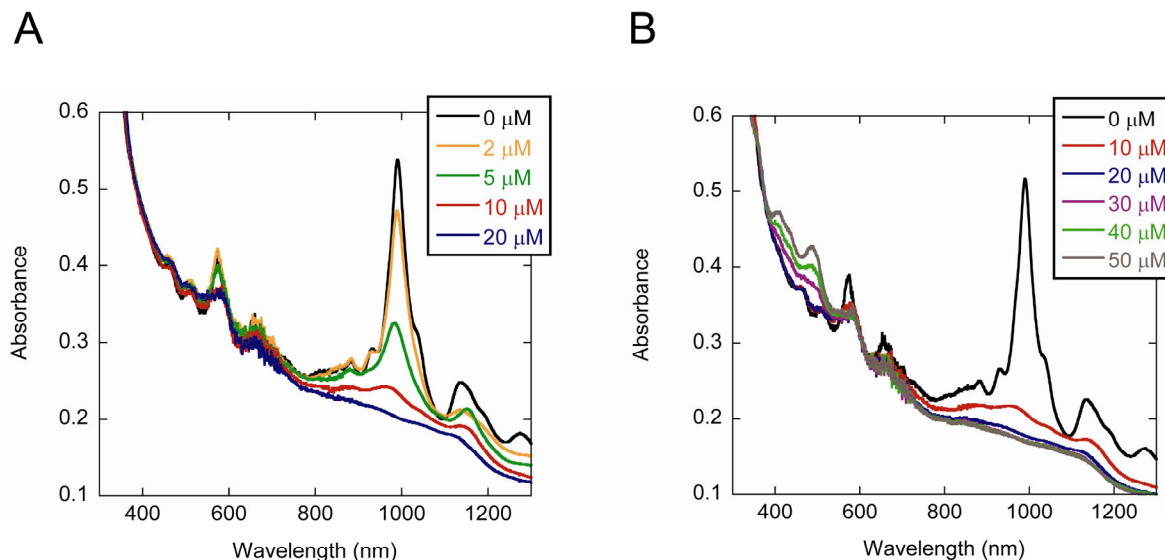 A
0.6
0.5
0.4
0.3
0.2
0.1
Absorbance
400
600
800
1000
1200
Wavelength (nm)
0 μM
2 μM
5 μM
10 μM
20 μM
B
0.6
0.5
0.4
0.3
0.2
0.1
Absorbance
400
600
800
1000
1200
Wavelength (nm)
0 μM
10 μM
20 μM
30 μM
40 μM
50 μM